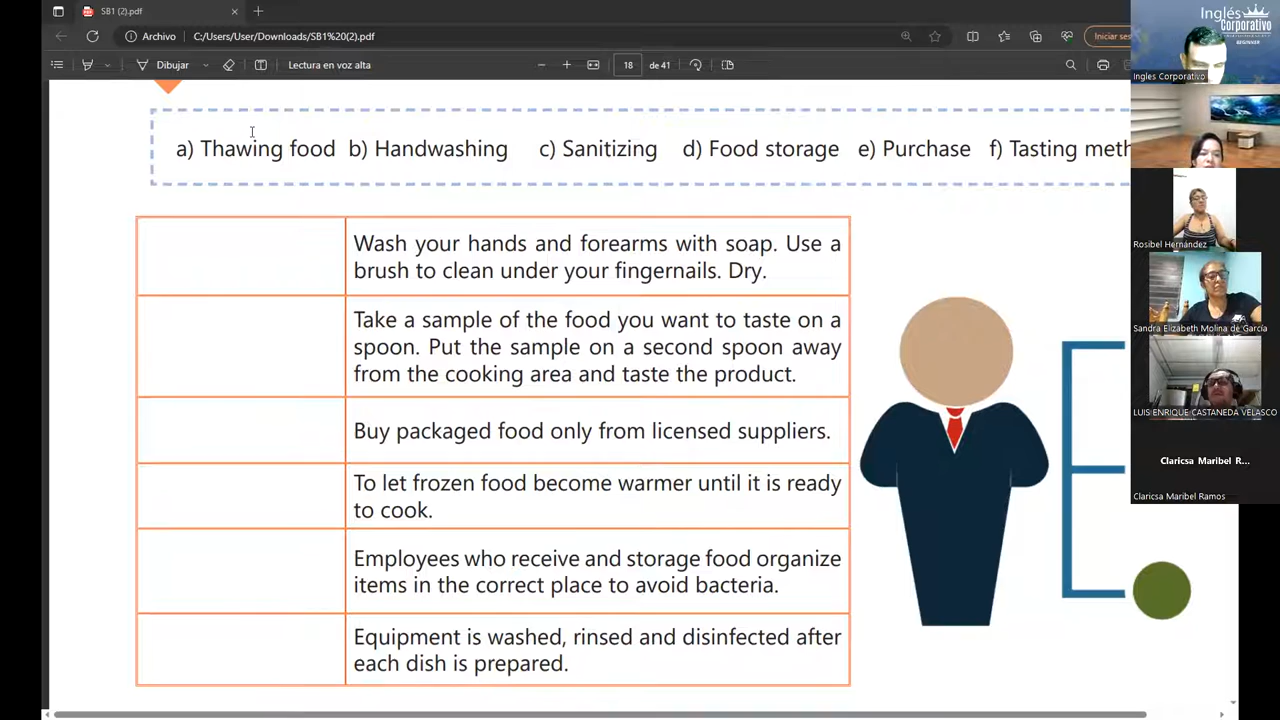 SB1 (2).pdf
Archivo C:/Users/User/Downloads/SB1%20(2).pdf
Iniciar ses
Dibujar
Lectura en voz alta
18 de 41
a) Thawing food b) Handwashing c) Sanitizing d) Food storage e) Purchase f) Tasting meth
Wash your hands and forearms with soap. Use a
brush to clean under your fingernails. Dry.
Take a sample of the food you want to taste on a
spoon. Put the sample on a second spoon away
from the cooking area and taste the product.
Buy packaged food only from licensed suppliers.
To let frozen food become warmer until it is ready
to cook.
Employees who receive and storage food organize
items in the correct place to avoid bacteria.
Equipment is washed, rinsed and disinfected after
each dish is prepared.
E
Inglés
Corporativo
BEGINNER
Ingles Corporativo
Rosibel Hernández
Sandra Elizabeth Molina de García
LUIS ENRIQUE CASTANEDA VELASCO
Claricsa Maribel R...
Claricsa Maribel Ramos